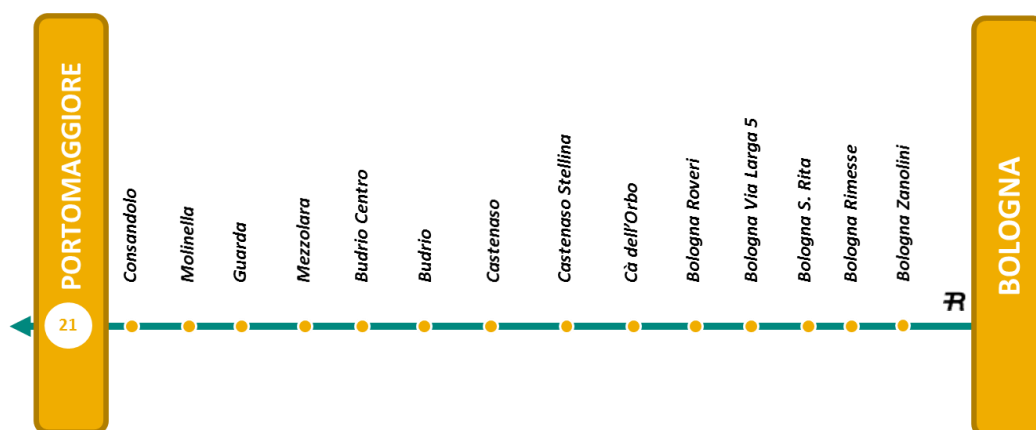 PORTOMAGGIORE
21
Consandolo
Molinella
Guarda
Mezzolara
Budrio Centro
Budrio
Castenaso
Castenaso Stellina
Cà dell'Orbo
Bologna Roveri
Bologna Via Larga 5
Bologna S. Rita
Bologna Rimesse
Bologna Zanolini
R
BOLOGNA